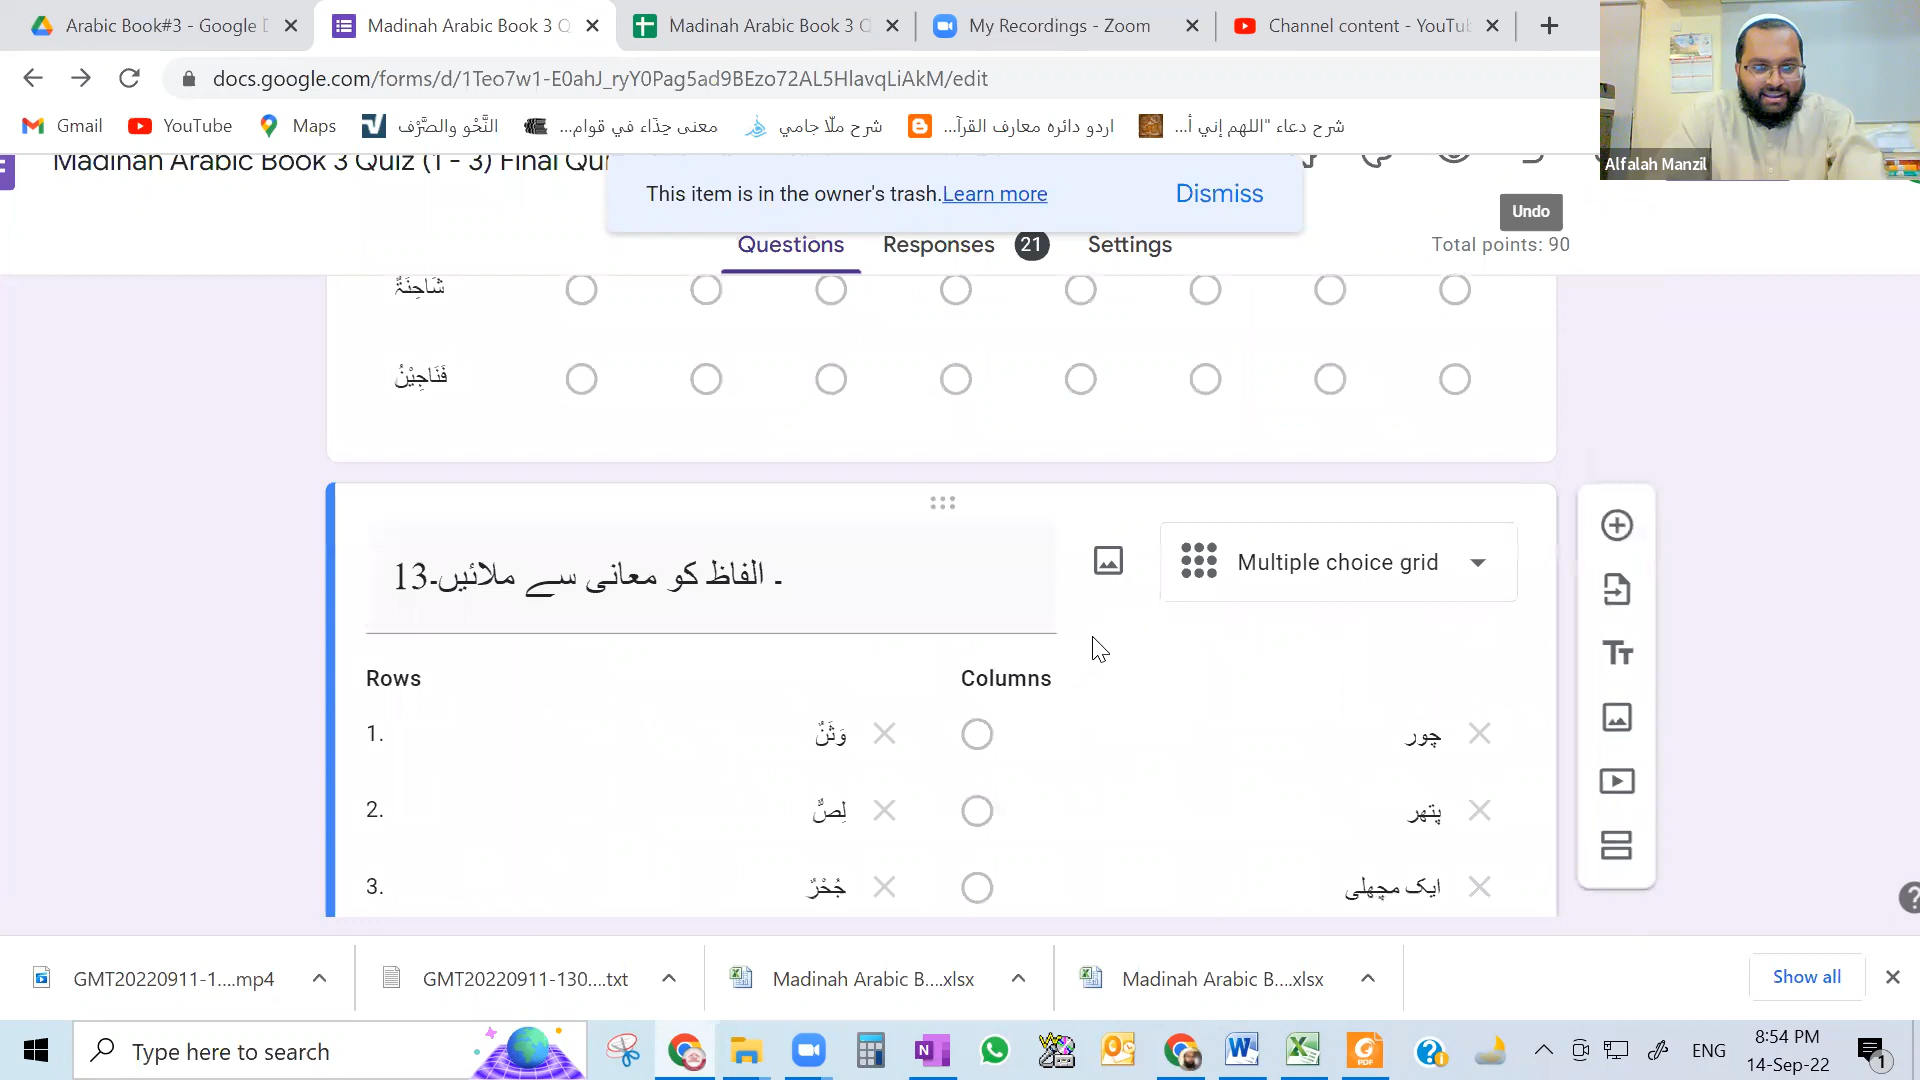 Arabic Book#3 - Google D
Madinah Arabic Book 3 Q
Madinah Arabic Book 3 Q
My Recordings - Zoom
Channel content - YouTu
docs.google.com/forms/d/1Teo7w1-E0ahJ_ryY0Pag5ad9BEzo72AL5HlavqLiAkM/edit
Gmail
YouTube
Maps
النَّحْو والصَّرْف
معنى حِذَاء في قوام...
شرح ملّا جامي
اردو دائره معارف القرآ...
شرح دعاء "اللهم إني أ...
Alfalah Manzil
Madinah Arabic Book 3 Quiz (1 - 3) Final Qur
This item is in the owner's trash. Learn more
Dismiss
Undo
Questions
Responses 21
Settings
Total points: 90
شَاحِنَةٌ
فَنَاجِيْنُ
13۔ الفاظ کو معانی سے ملائیں۔
Multiple choice grid
Rows
Columns
1. وَثَنٌ
چور
2. لِصٌّ
پتھر
3. جُحْرٌ
ایک مچھلی
GMT20220911-1....mp4
GMT20220911-130....txt
Madinah Arabic B....xlsx
Madinah Arabic B....xlsx
Show all
Type here to search
ENG
8:54 PM
14-Sep-22
1